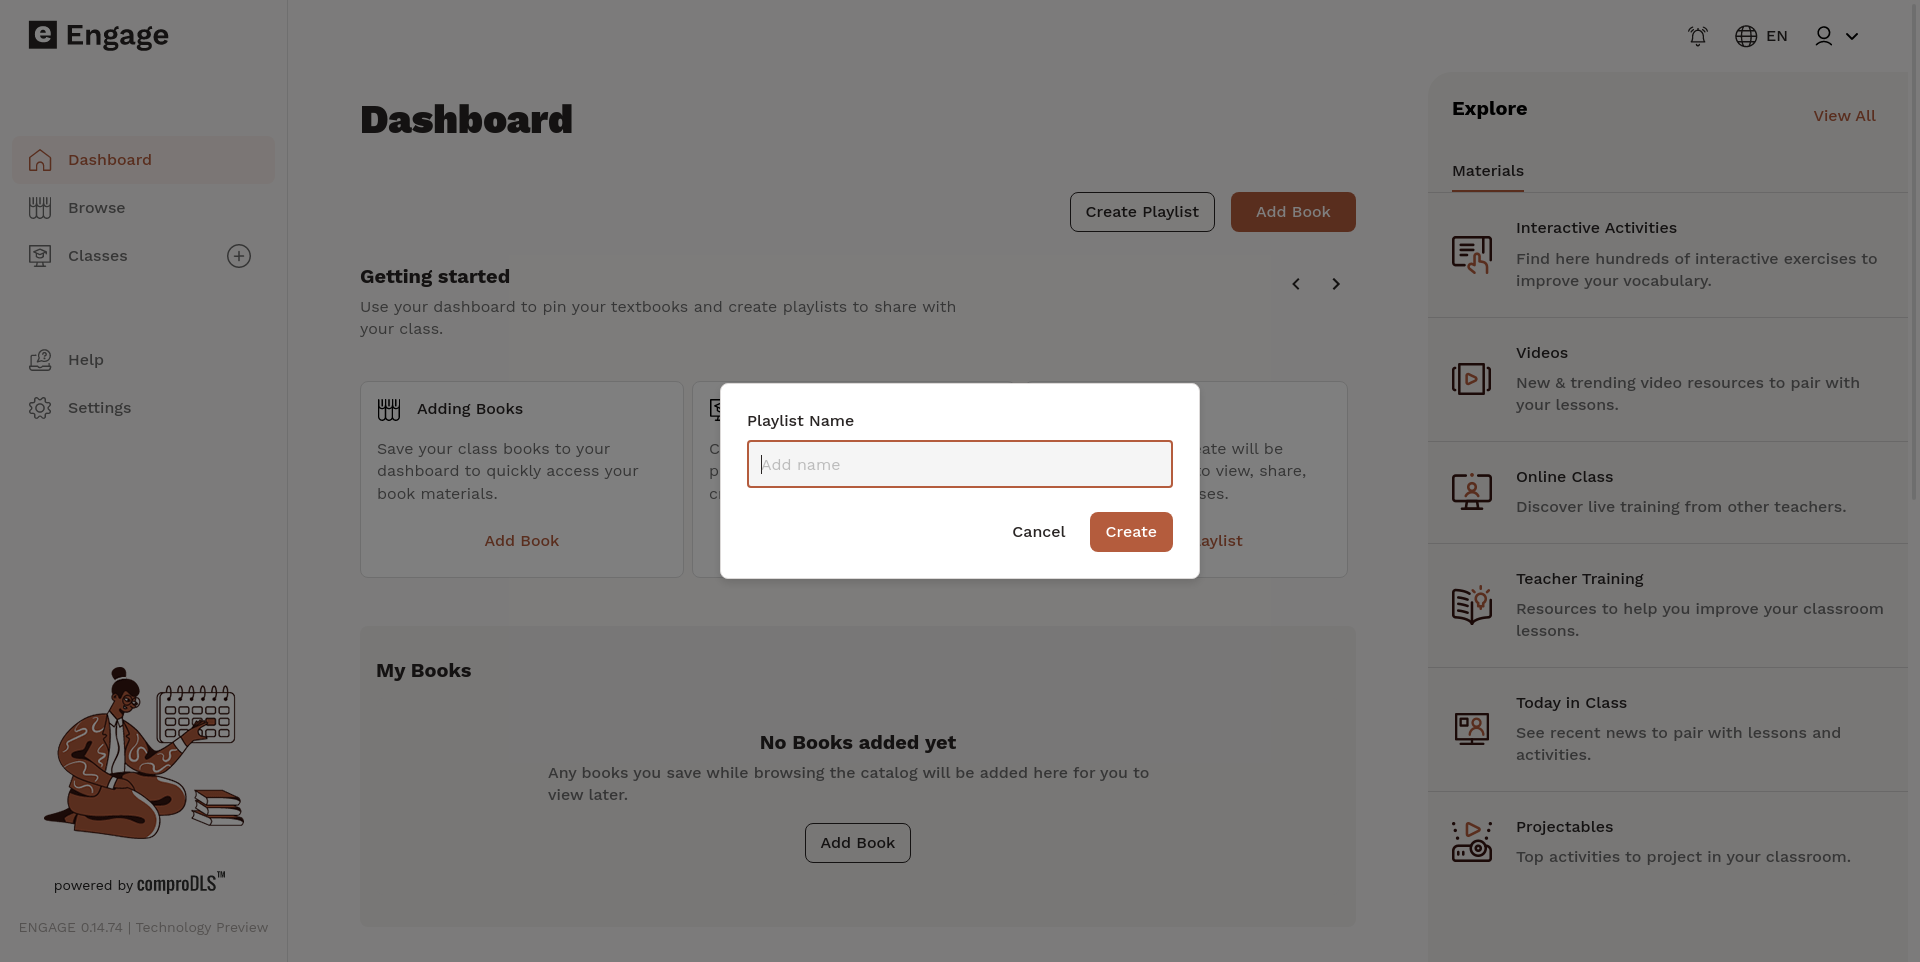 e Engage
EN
Dashboard
Browse
Classes
Help
Settings
powered by comproDLS™
ENGAGE 0.14.74 | Technology Preview
Dashboard
Create Playlist
Add Book
Getting started
Use your dashboard to pin your textbooks and create playlists to share with
your class.
Adding Books
Save your class books to your
dashboard to quickly access your
book materials.
Add Book
Playlist Name
Add name
Cancel
Create
eate will be
o view, share,
ses.
aylist
My Books
No Books added yet
Any books you save while browsing the catalog will be added here for you to
view later.
Add Book
Explore
View All
Materials
Interactive Activities
Find here hundreds of interactive exercises to
improve your vocabulary.
Videos
New & trending video resources to pair with
your lessons.
Online Class
Discover live training from other teachers.
Teacher Training
Resources to help you improve your classroom
lessons.
Today in Class
See recent news to pair with lessons and
activities.
Projectables
Top activities to project in your classroom.